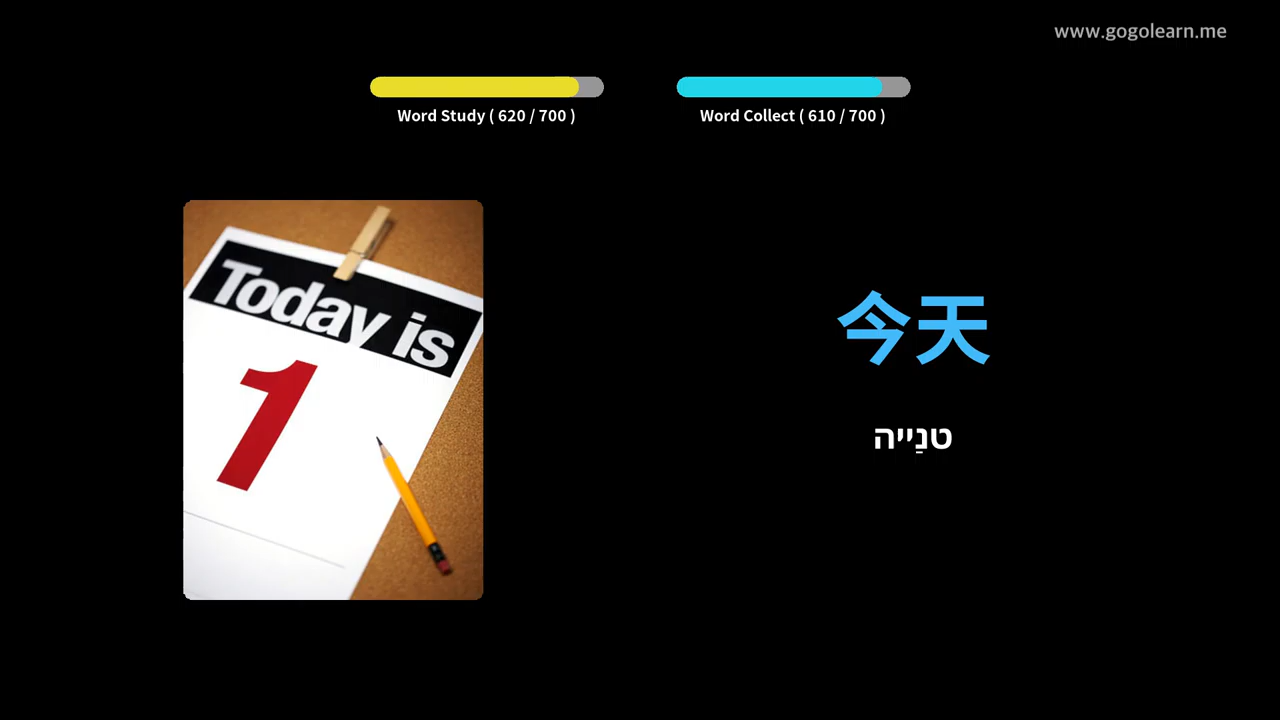 www.gogolearn.me
Word Study ( 620 / 700 )
Word Collect ( 610 / 700 )
Today is
1
今天
טנַייה